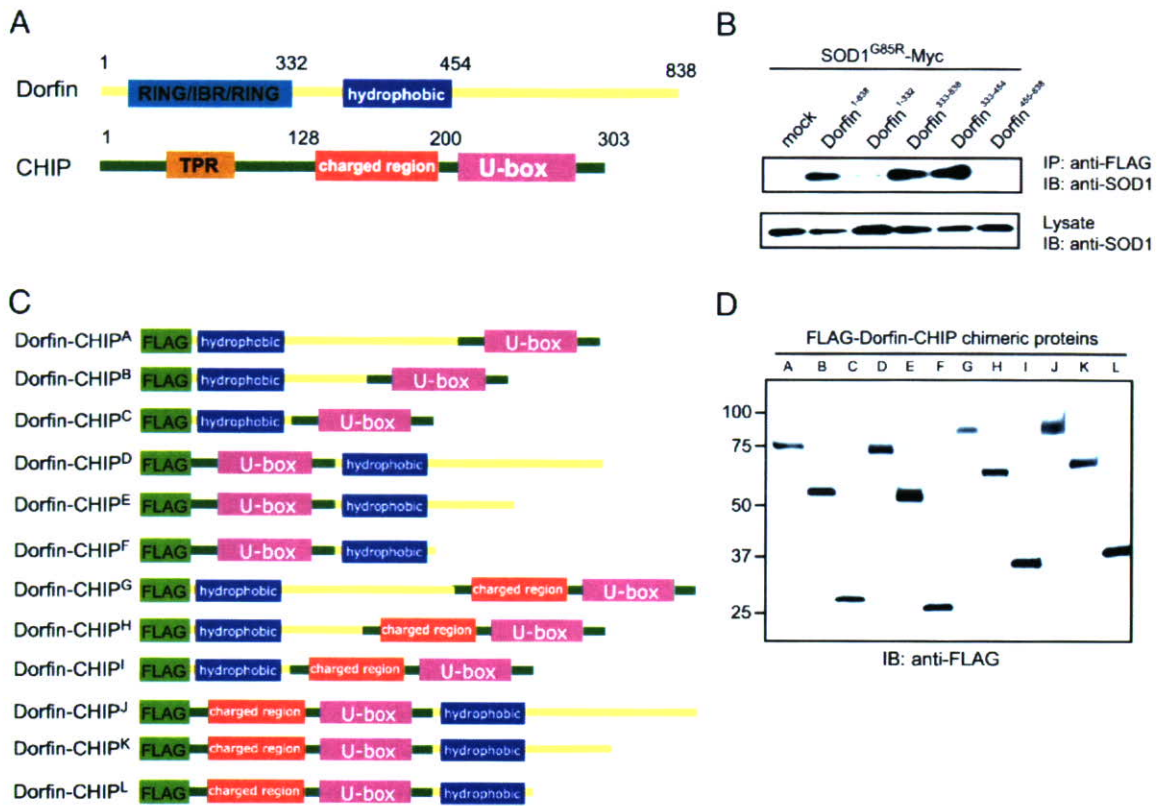 A
1 332 454 838
Dorfin RING/IBR/RING hydrophobic
1 128 200 303
CHIP TPR charged region U-box
B
SOD1G85R-Myc
mock Dorfin1-838 Dorfin1-332 Dorfin333-838 Dorfin333-454 Dorfin455-838
IP: anti-FLAG
IB: anti-SOD1
Lysate
IB: anti-SOD1
C
Dorfin-CHIPA FLAG hydrophobic U-box
Dorfin-CHIPB FLAG hydrophobic U-box
Dorfin-CHIPC FLAG hydrophobic U-box
Dorfin-CHIPD FLAG U-box hydrophobic
Dorfin-CHIPE FLAG U-box hydrophobic
Dorfin-CHIPF FLAG U-box hydrophobic
Dorfin-CHIPG FLAG hydrophobic charged region U-box
Dorfin-CHIPH FLAG hydrophobic charged region U-box
Dorfin-CHIPI FLAG hydrophobic charged region U-box
Dorfin-CHIPJ FLAG charged region U-box hydrophobic
Dorfin-CHIPK FLAG charged region U-box hydrophobic
Dorfin-CHIPL FLAG charged region U-box hydrophobic
D
FLAG-Dorfin-CHIP chimeric proteins
A B C D E F G H I J K L
100
75
50
37
25
IB: anti-FLAG